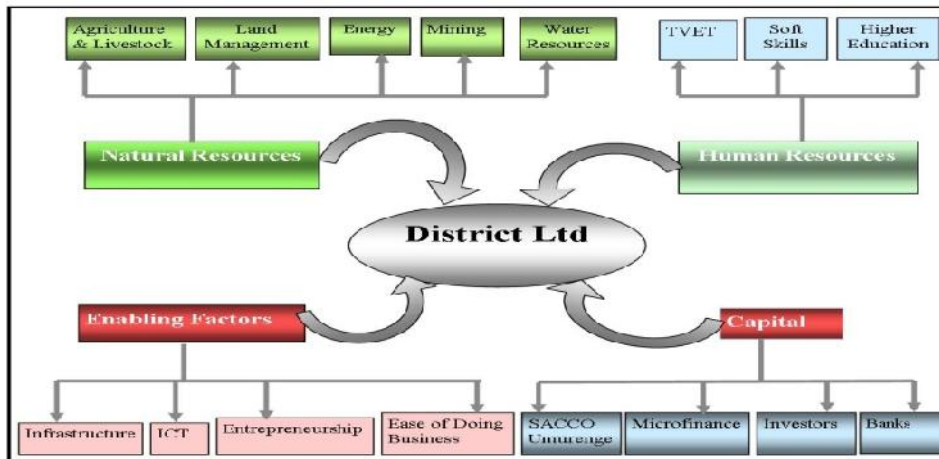 Agriculture
& Livestock
Land
Management
Energy
Mining
Water
Resources
TVET
Soft
Skills
Higher
Education
Natural Resources
Human Resources
District Ltd
Enabling Factors
Capital
Infrastructure
ICT
Entrepreneurship
Ease of Doing
Business
SACCO
Umurenge
Microfinance
Investors
Banks